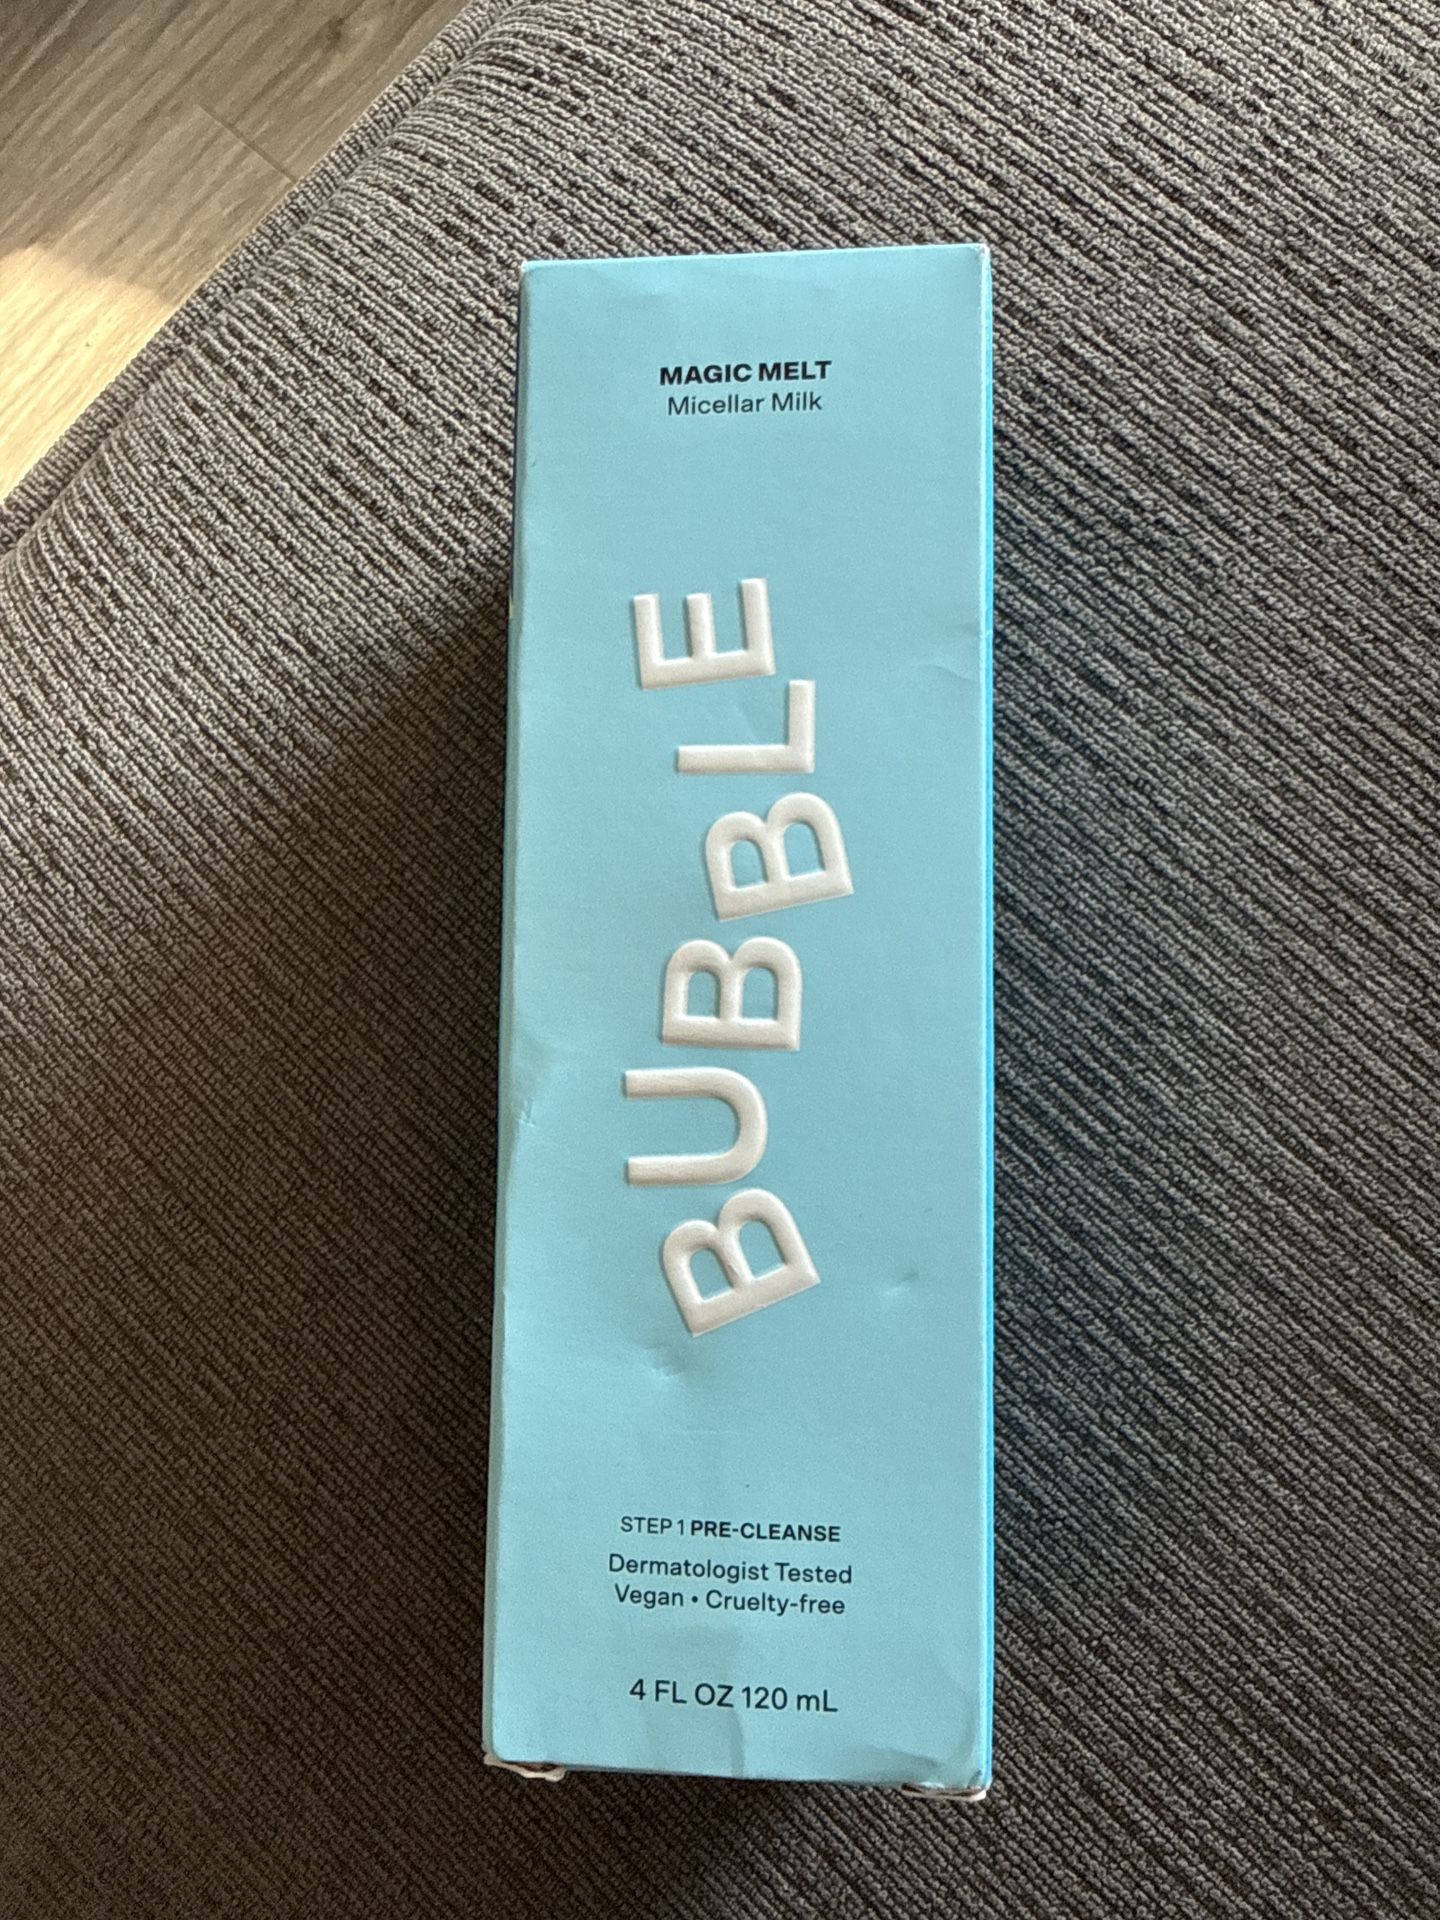 MAGIC MELT
Micellar Milk
BUBBLE
STEP 1 PRE-CLEANSE
Dermatologist Tested
Vegan • Cruelty-free
4 FL OZ 120 mL